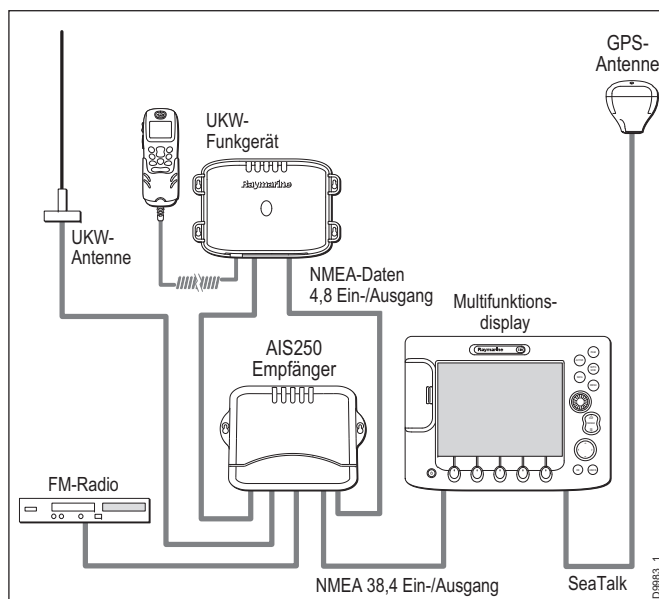 GPS-
Antenne
UKW-
Funkgerät
Raymarine
UKW-
Antenne
NMEA-Daten
4,8 Ein-/Ausgang
Multifunktions-
display
Raymarine
AIS250
Empfänger
FM-Radio
NMEA 38,4 Ein-/Ausgang
SeaTalk
D9983_1